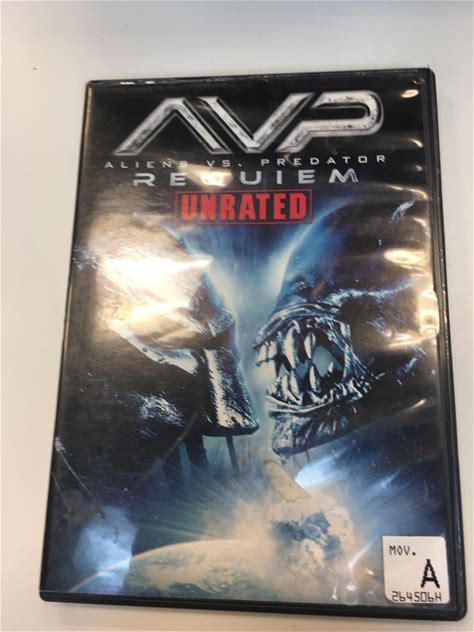 AVP
ALIENS VS. PREDATOR
REQUIEM
UNRATED
MOV.
A
264506H